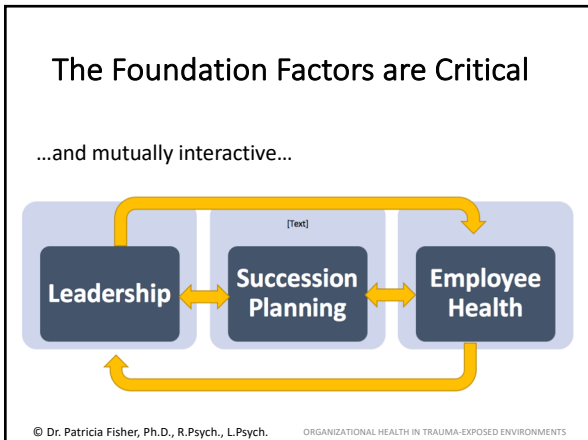 The Foundation Factors are Critical
…and mutually interactive…
[Text]
Leadership
Succession
Planning
Employee
Health
© Dr. Patricia Fisher, Ph.D., R.Psych., L.Psych.
ORGANIZATIONAL HEALTH IN TRAUMA-EXPOSED ENVIRONMENTS